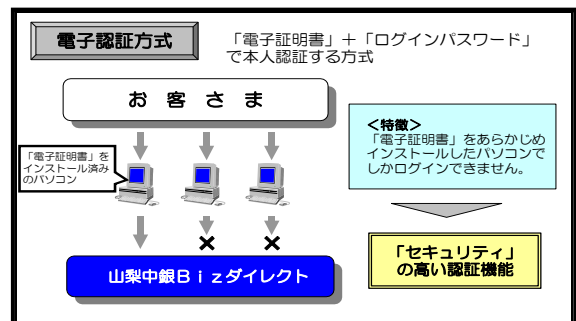 電子認証方式
「電子証明書」＋「ログインパスワード」
で本人認証する方式
お 客 さ ま
「電子証明書」を
インストール済み
のパソコン
＜特徴＞
「電子証明書」をあらかじめ
インストールしたパソコンで
しかログインできません。
× ×
山梨中銀Ｂｉｚダイレクト
「セキュリティ」
の高い認証機能